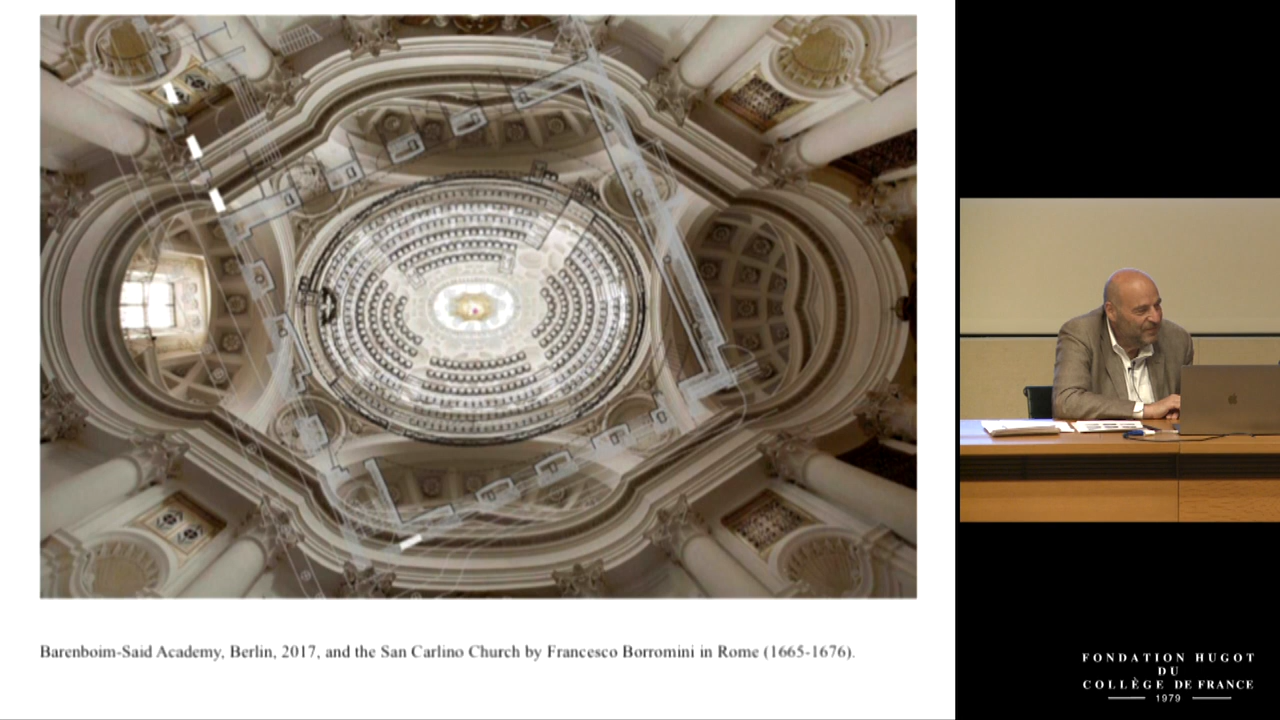 Barenboim-Said Academy, Berlin, 2017, and the San Carlino Church by Francesco Borromini in Rome (1665-1676).
FONDATION HUGOT
DU
COLLÈGE DE FRANCE
1979